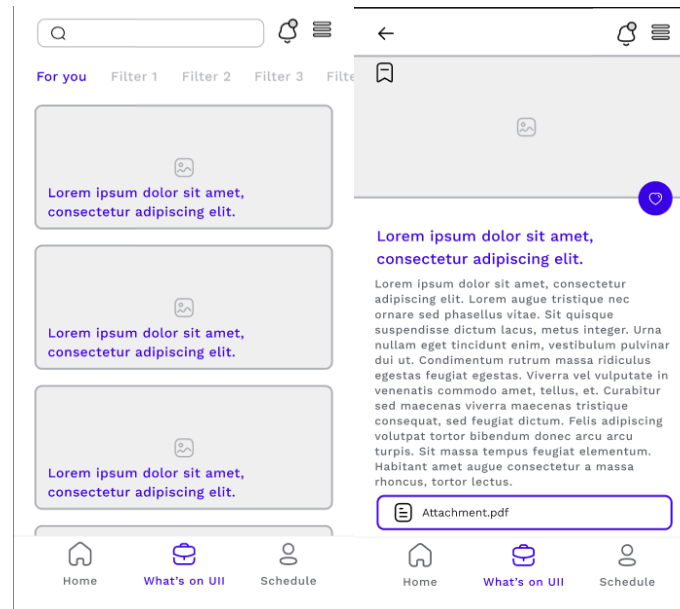 For you Filter 1 Filter 2 Filter 3 Filte
Lorem ipsum dolor sit amet,
consectetur adipiscing elit.
Lorem ipsum dolor sit amet,
consectetur adipiscing elit.
Lorem ipsum dolor sit amet,
consectetur adipiscing elit.
Home What's on UII Schedule
Lorem ipsum dolor sit amet,
consectetur adipiscing elit.
Lorem ipsum dolor sit amet, consectetur
adipiscing elit. Lorem augue tristique nec
ornare sed phasellus vitae. Sit quisque
suspendisse dictum lacus, metus integer. Urna
nullam eget tincidunt enim, vestibulum pulvinar
dui ut. Condimentum rutrum massa ridiculus
egestas feugiat egestas. Viverra vel vulputate in
venenatis commodo amet, tellus, et. Curabitur
sed maecenas viverra maecenas tristique
consequat, sed feugiat dictum. Felis adipiscing
volutpat tortor bibendum donec arcu arcu
turpis. Sit massa tempus feugiat elementum.
Habitant amet augue consectetur a massa
rhoncus, tortor lectus.
Attachment.pdf
Home What's on UII Schedule